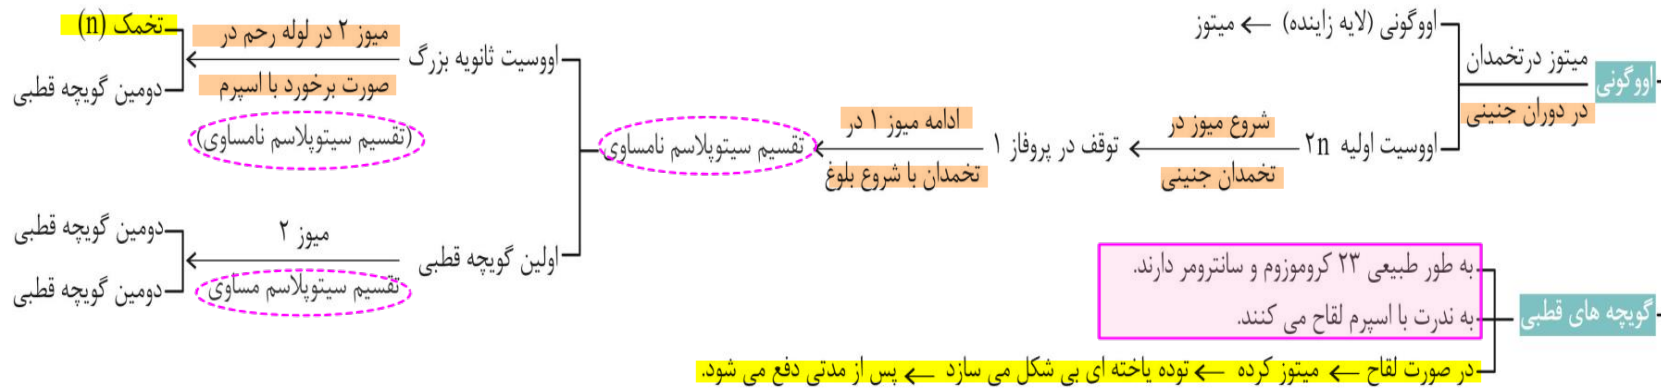 اووگونی
میتوز درتخمدان
در دوران جنینی
اووگونی (لایه زاینده) ← میتوز
اووسیت اولیه ۲n
شروع میوز در
تخمدان جنینی
توقف در پروفاز ۱
ادامه میوز ۱ در
تخمدان با شروع بلوغ
تقسیم سیتوپلاسم نامساوی
اووسیت ثانویه بزرگ
میوز ۲ در لوله رحم در
صورت برخورد با اسپرم
(تقسیم سیتوپلاسم نامساوی)
تخمک (n)
دومین گویچه قطبی
اولین گویچه قطبی
میوز ۲
تقسیم سیتوپلاسم مساوی
دومین گویچه قطبی
دومین گویچه قطبی
گویچه های قطبی
به طور طبیعی ۲۳ کروموزوم و سانترومر دارند.
به ندرت با اسپرم لقاح می کنند.
در صورت لقاح ← میتوز کرده ← توده یاخته ای بی شکل می سازد ← پس از مدتی دفع می شود.